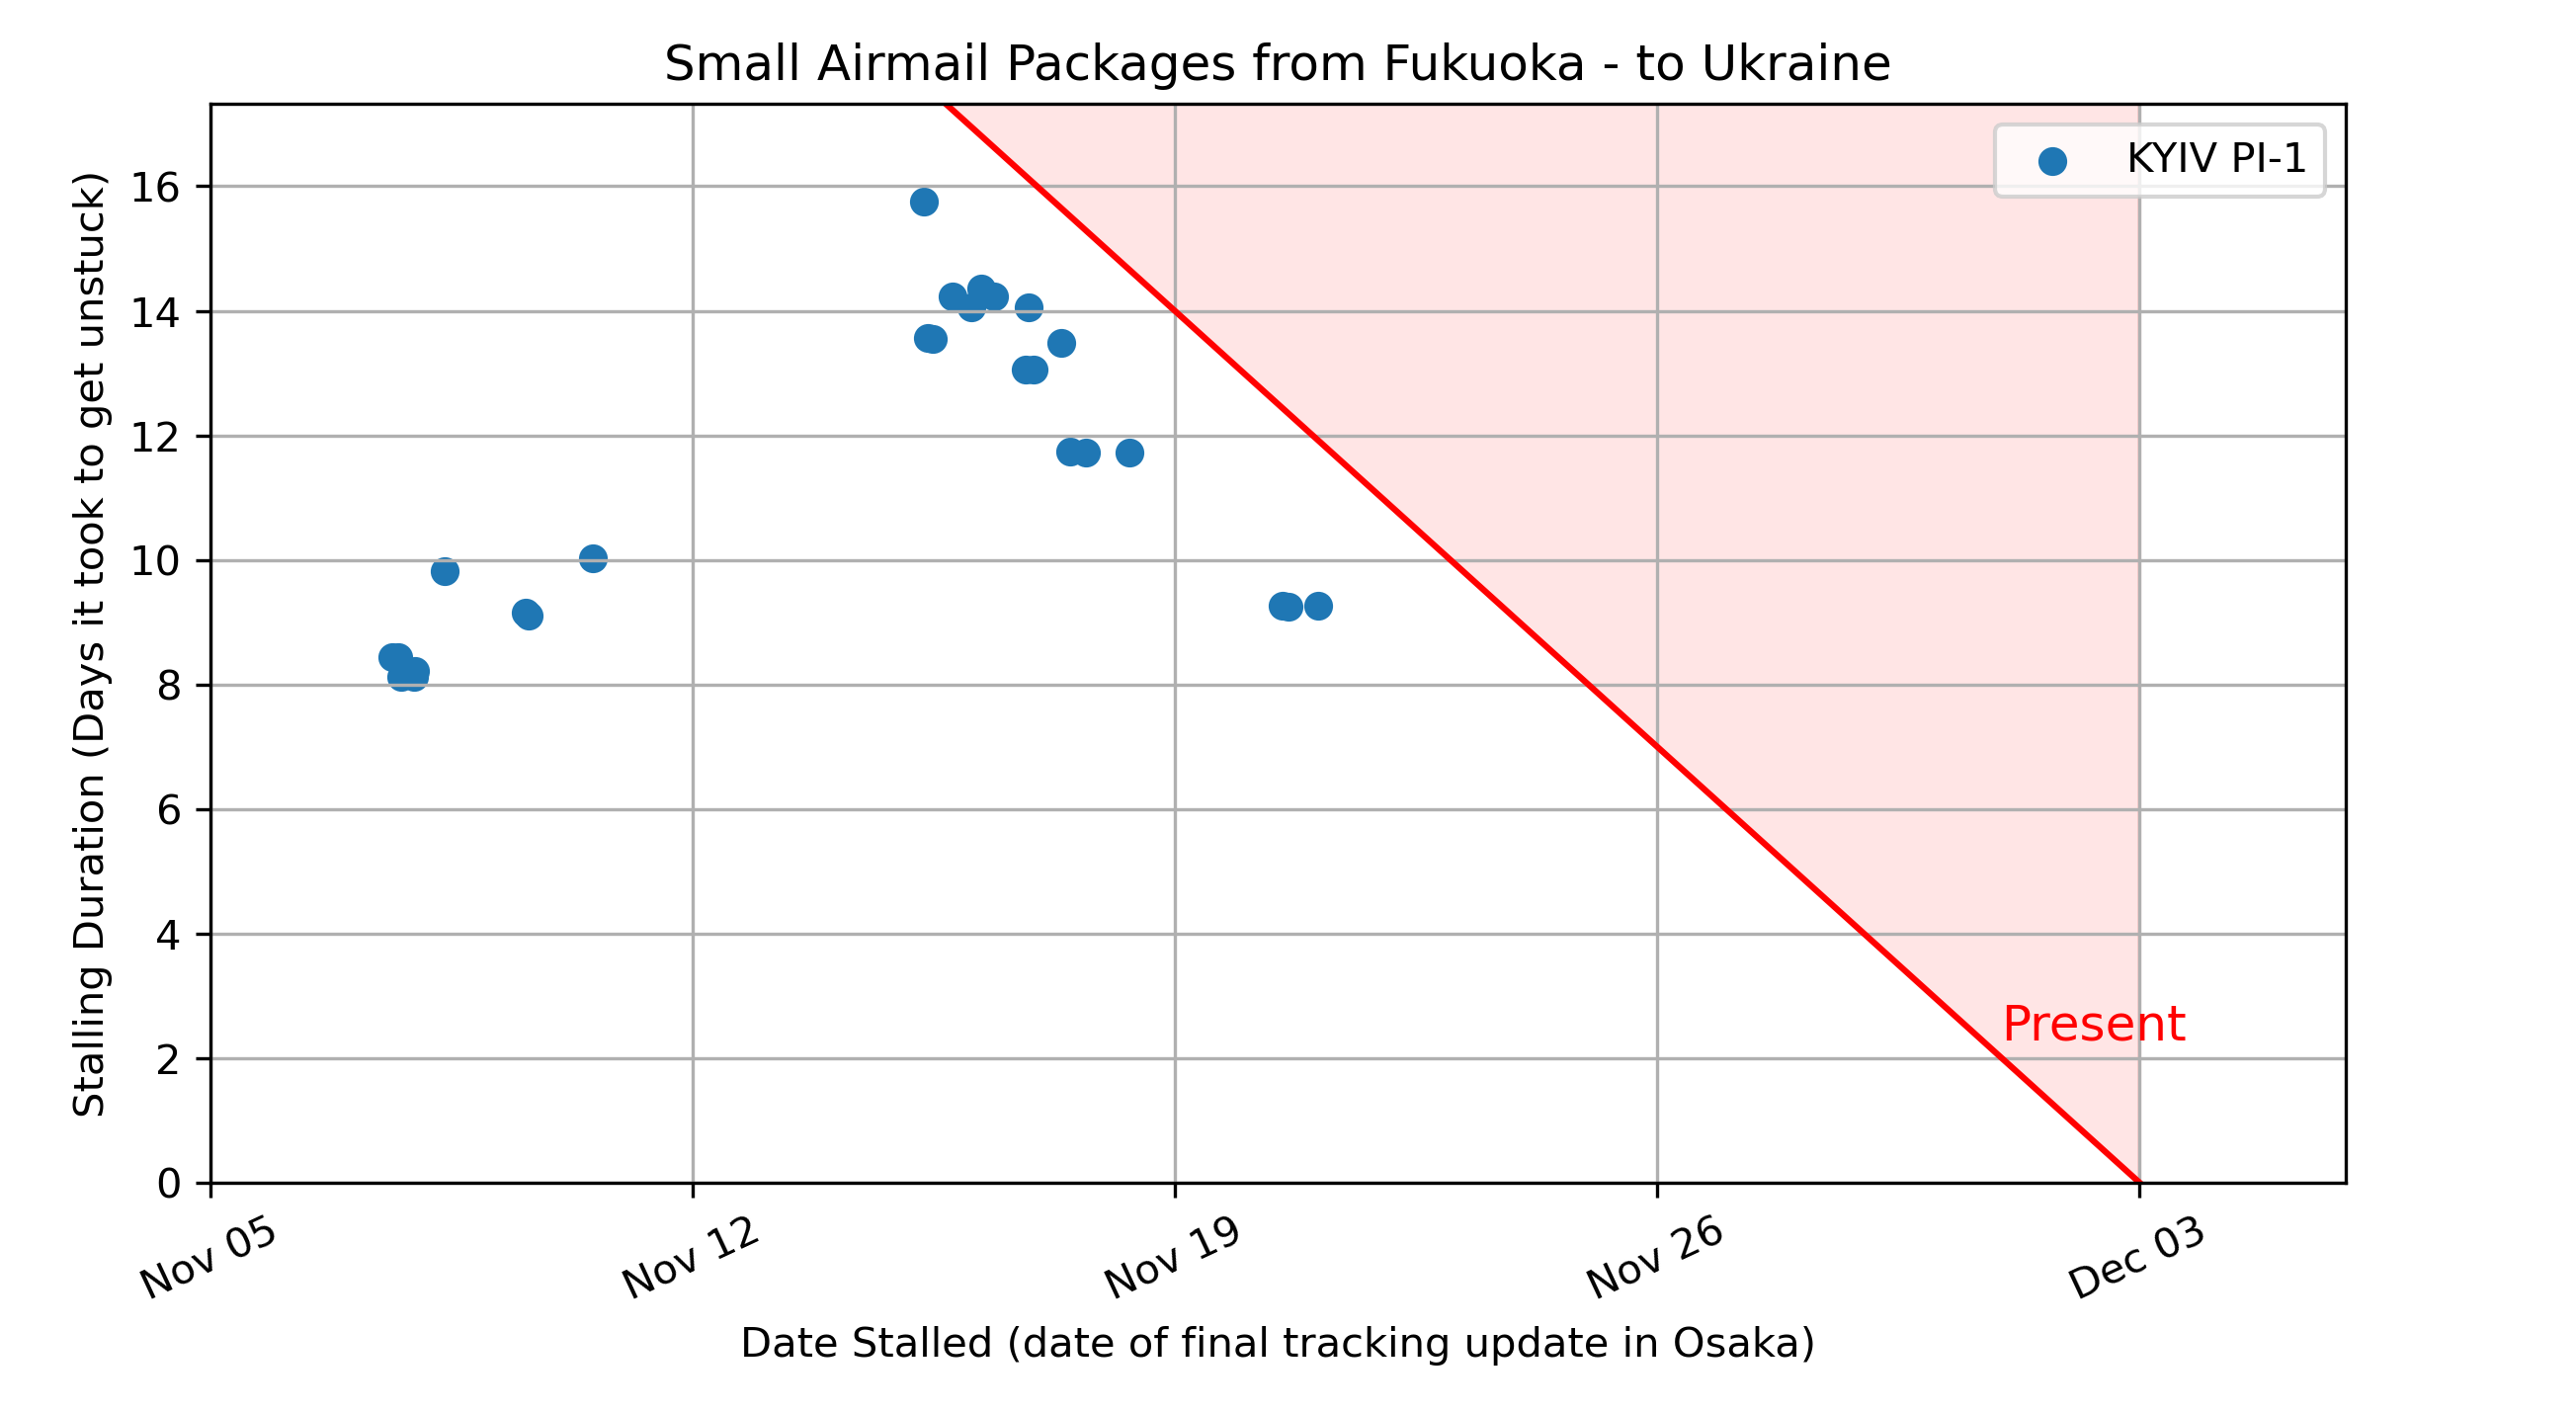 Small Airmail Packages from Fukuoka - to Ukraine
KYIV PI-1
Stalling Duration (Days it took to get unstuck)
16
14
12
10
8
6
4
2
0
Present
Nov 05
Nov 12
Nov 19
Nov 26
Dec 03
Date Stalled (date of final tracking update in Osaka)